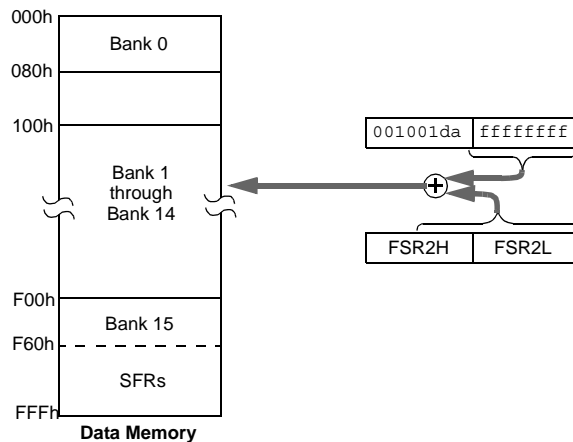 000h
Bank 0
080h
100h
001001da ffffffff
Bank 1
through
Bank 14
FSR2H FSR2L
F00h
Bank 15
F60h
SFRs
FFFh
Data Memory